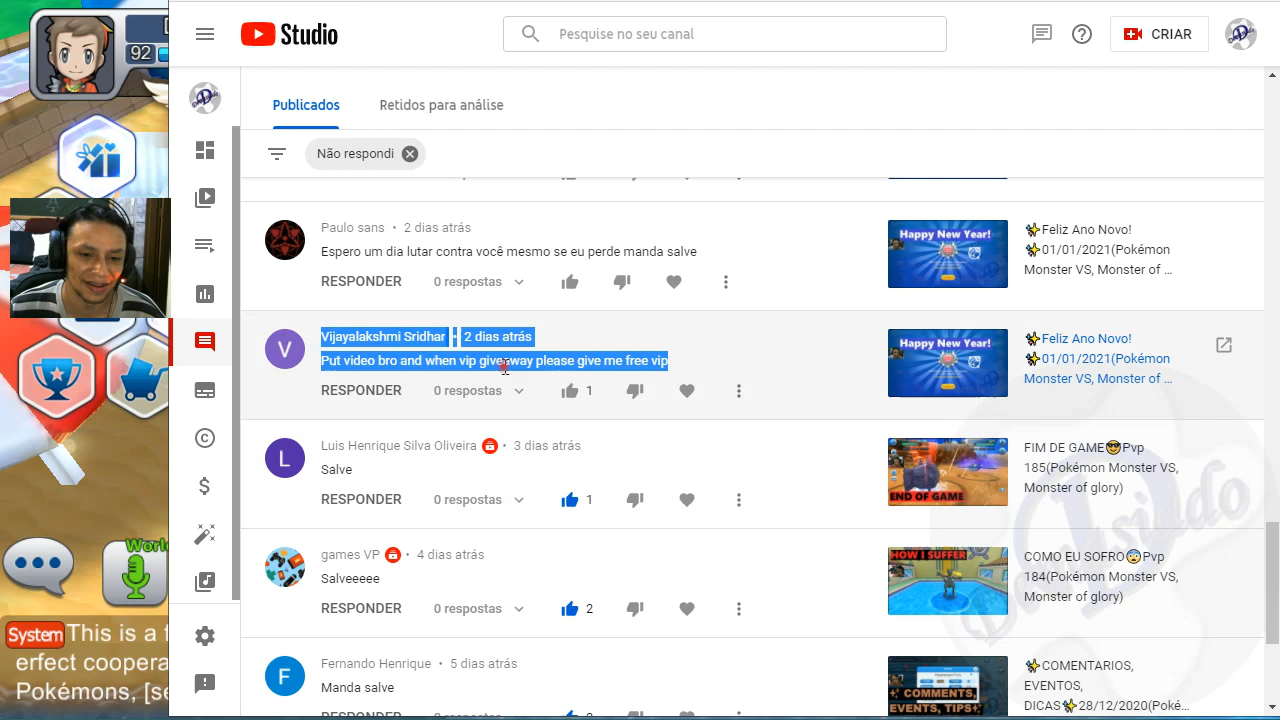 92
World
System This is a f
erfect coopera
Pokémons, [se
Studio
Pesquise no seu canal
CRIAR
Publicados
Retidos para análise
Não respondi
Paulo sans • 2 dias atrás
Espero um dia lutar contra você mesmo se eu perde manda salve
RESPONDER 0 respostas
Happy New Year!
✨Feliz Ano Novo!
✨01/01/2021(Pokémon
Monster VS, Monster of ...
V
Vijayalakshmi Sridhar • 2 dias atrás
Put video bro and when vip giveaway please give me free vip
RESPONDER 0 respostas 1
Happy New Year!
✨Feliz Ano Novo!
✨01/01/2021(Pokémon
Monster VS, Monster of ...
L
Luis Henrique Silva Oliveira • 3 dias atrás
Salve
RESPONDER 0 respostas 1
END OF GAME
FIM DE GAME😎Pvp
185(Pokémon Monster VS,
Monster of glory)
games VP • 4 dias atrás
Salveeeee
RESPONDER 0 respostas 2
HOW I SUFFER
COMO EU SOFRO😨Pvp
184(Pokémon Monster VS,
Monster of glory)
F
Fernando Henrique • 5 dias atrás
Manda salve
COMMENTS,
EVENTS, TIPS
✨COMENTARIOS,
EVENTOS,
DICAS✨28/12/2020(Poké...